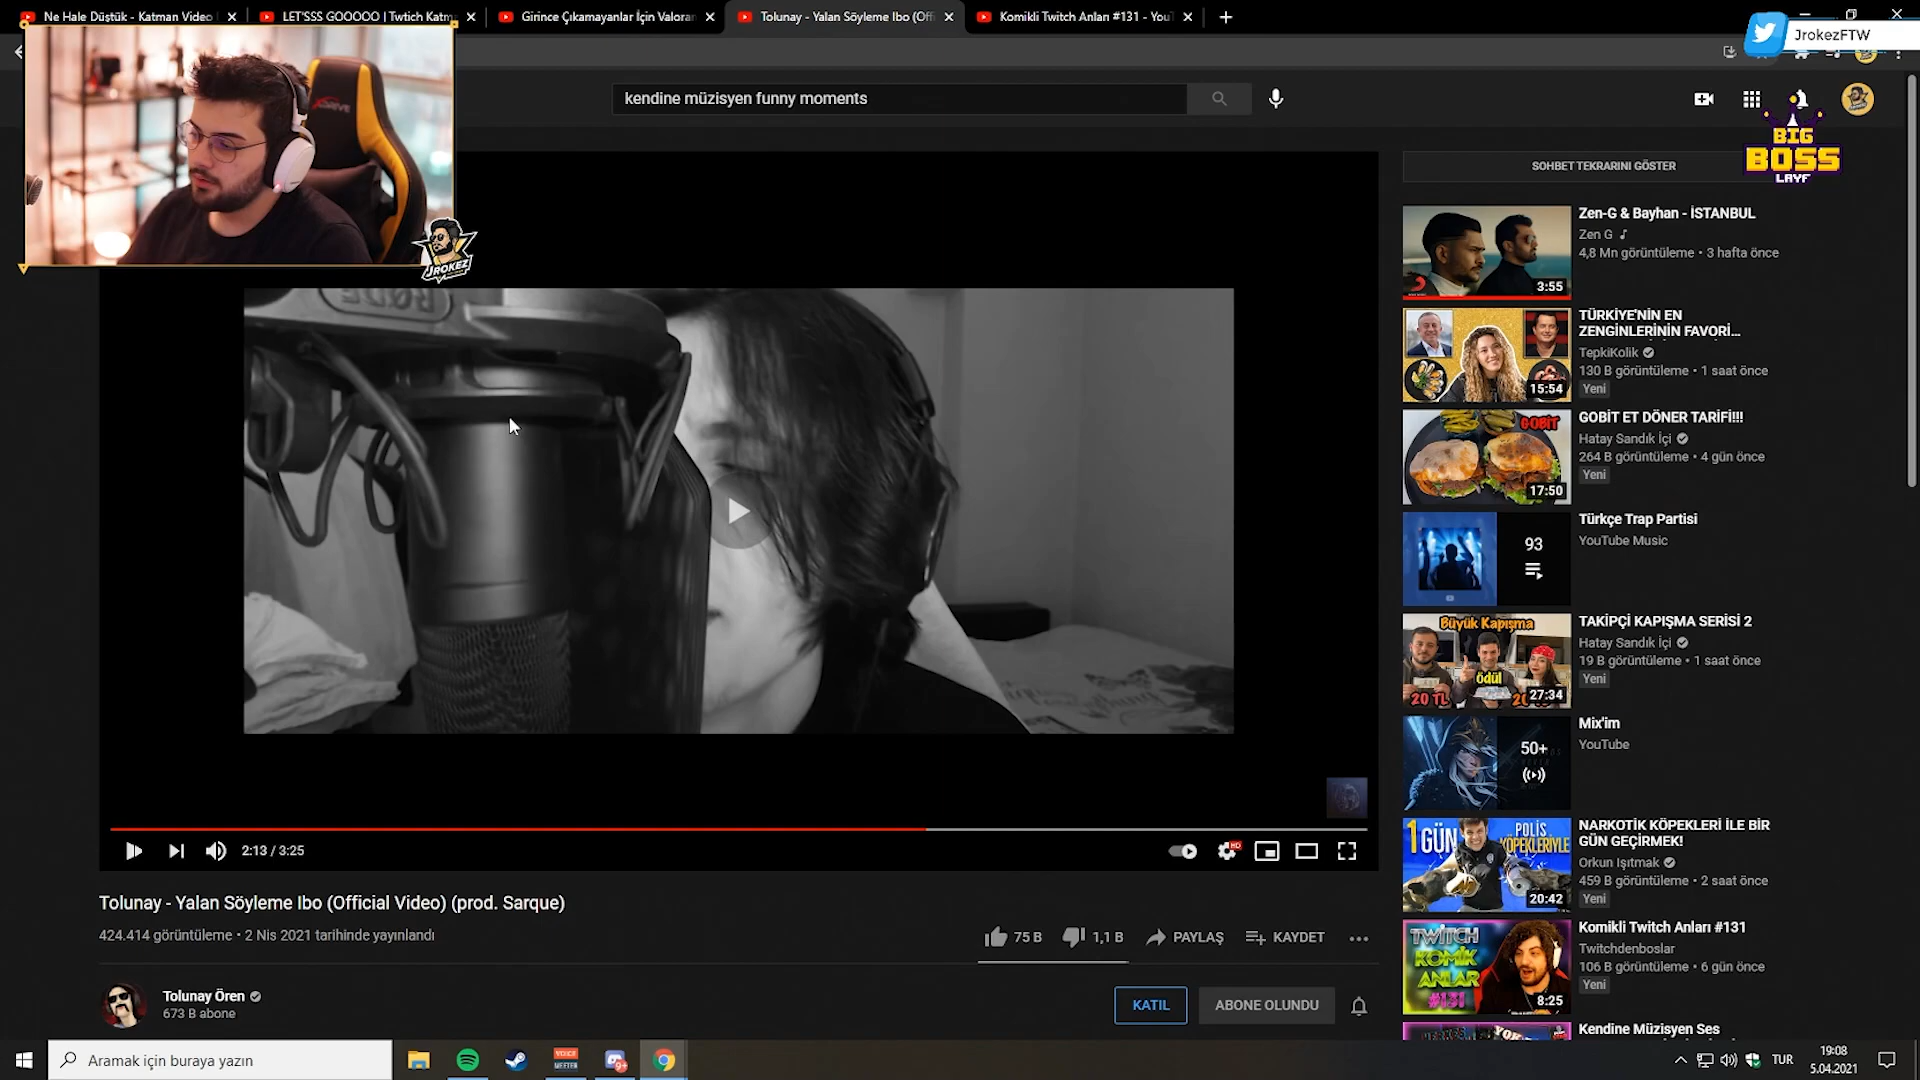 Ne Hale Düştük - Katman Video
LET'SSS GOOOOO | Twtich Katm
Girince Çıkamayanlar İçin Valoran
Tolunay - Yalan Söyleme Ibo (Offi
Komikli Twitch Anları #131 - YouT
JrokezFTW
kendine müzisyen funny moments
BIG
BOSS
LAYF
XDRIVE
JROKEZ
RØDE
SOHBET TEKRARINI GÖSTER
Zen-G & Bayhan - İSTANBUL
Zen G
4,8 Mn görüntüleme • 3 hafta önce
3:55
TÜRKİYE'NİN EN
ZENGİNLERİNİN FAVORİ...
TepkiKolik
130 B görüntüleme • 1 saat önce
Yeni
15:54
GOBİT ET DÖNER TARİFİ!!!
Hatay Sandık İçi
264 B görüntüleme • 4 gün önce
Yeni
GOBİT
17:50
Türkçe Trap Partisi
YouTube Music
93
TAKİPÇİ KAPIŞMA SERİSİ 2
Hatay Sandık İçi
19 B görüntüleme • 1 saat önce
Yeni
Büyük Kapışma
ödül
20 TL
27:34
Mix'im
YouTube
50+
NARKOTİK KÖPEKLERİ İLE BİR
GÜN GEÇİRMEK!
Orkun Işıtmak
459 B görüntüleme • 2 saat önce
Yeni
1 GÜN
POLİS
KÖPEKLERİYLE
20:42
Komikli Twitch Anları #131
Twitchdenboslar
106 B görüntüleme • 6 gün önce
Yeni
TWİTCH
KOMİK
ANLAR
#131
8:25
Kendine Müzisyen Ses
2:13 / 3:25
HD
Tolunay - Yalan Söyleme Ibo (Official Video) (prod. Sarque)
424.414 görüntüleme • 2 Nis 2021 tarihinde yayınlandı
75 B
1,1 B
PAYLAŞ
KAYDET
Tolunay Ören
673 B abone
KATIL
ABONE OLUNDU
Aramak için buraya yazın
VOICE
MEETER
9+
TUR
19:08
5.04.2021